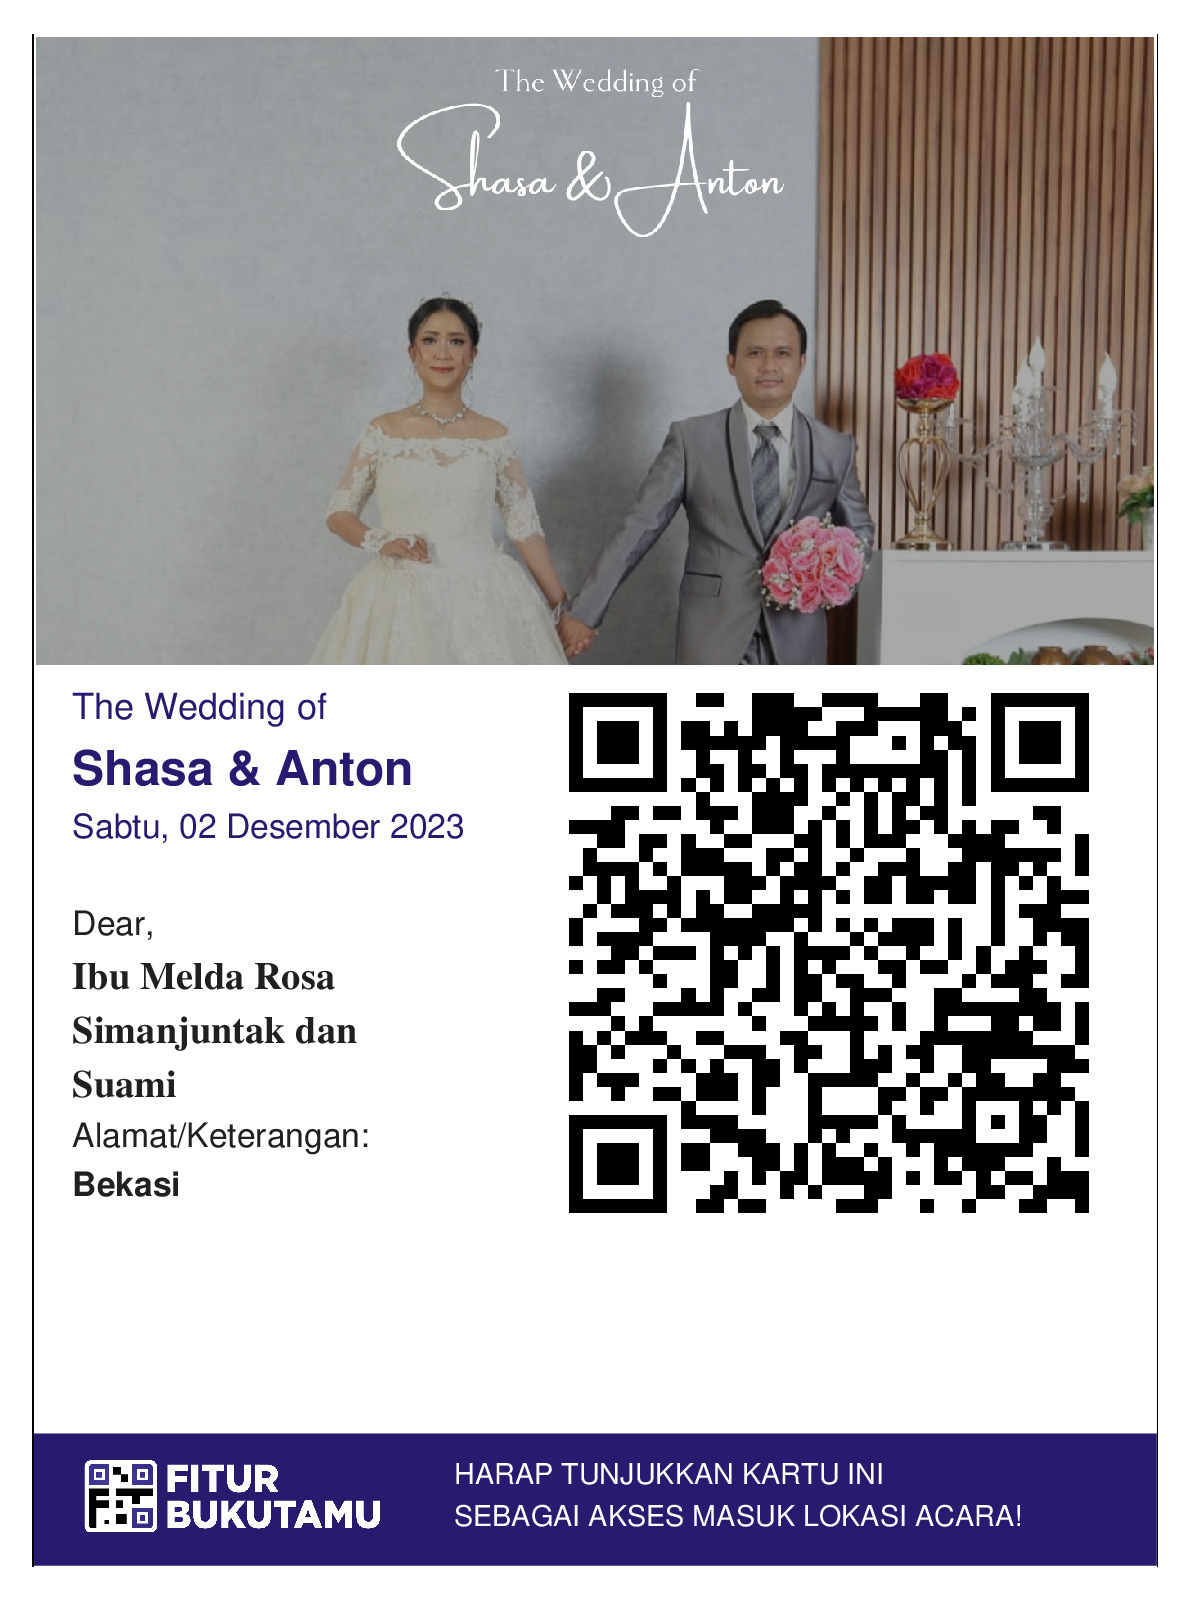 The Wedding of
Shasa & Anton
The Wedding of
Shasa & Anton
Sabtu, 02 Desember 2023
Dear,
Ibu Melda Rosa
Simanjuntak dan
Suami
Alamat/Keterangan:
Bekasi
FITUR
BUKUTAMU
HARAP TUNJUKKAN KARTU INI
SEBAGAI AKSES MASUK LOKASI ACARA!